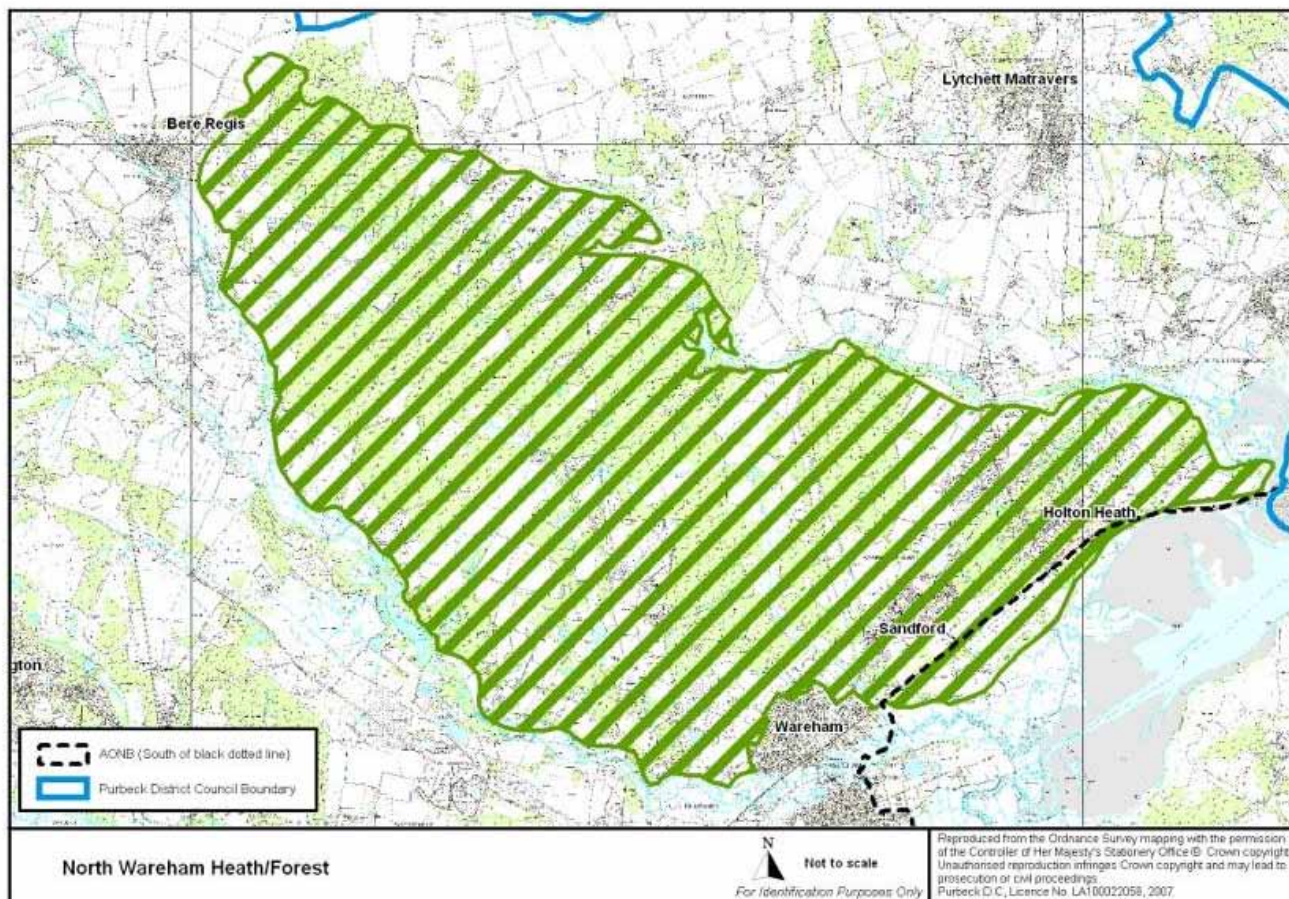 Lytchett Matravers
Bere Regis
Holton Heath
Sandford
gton
Wareham
AONB (South of black dotted line)
Purbeck District Council Boundary
North Wareham Heath/Forest
N
Not to scale
For Identification Purposes Only
Reproduced from the Ordnance Survey mapping with the permission
of the Controller of Her Majesty's Stationery Office © Crown copyright
Unauthorised reproduction infringes Crown copyright and may lead to
prosecution or civil proceedings
Purbeck D.C, Licence No. LA100022058, 2007.